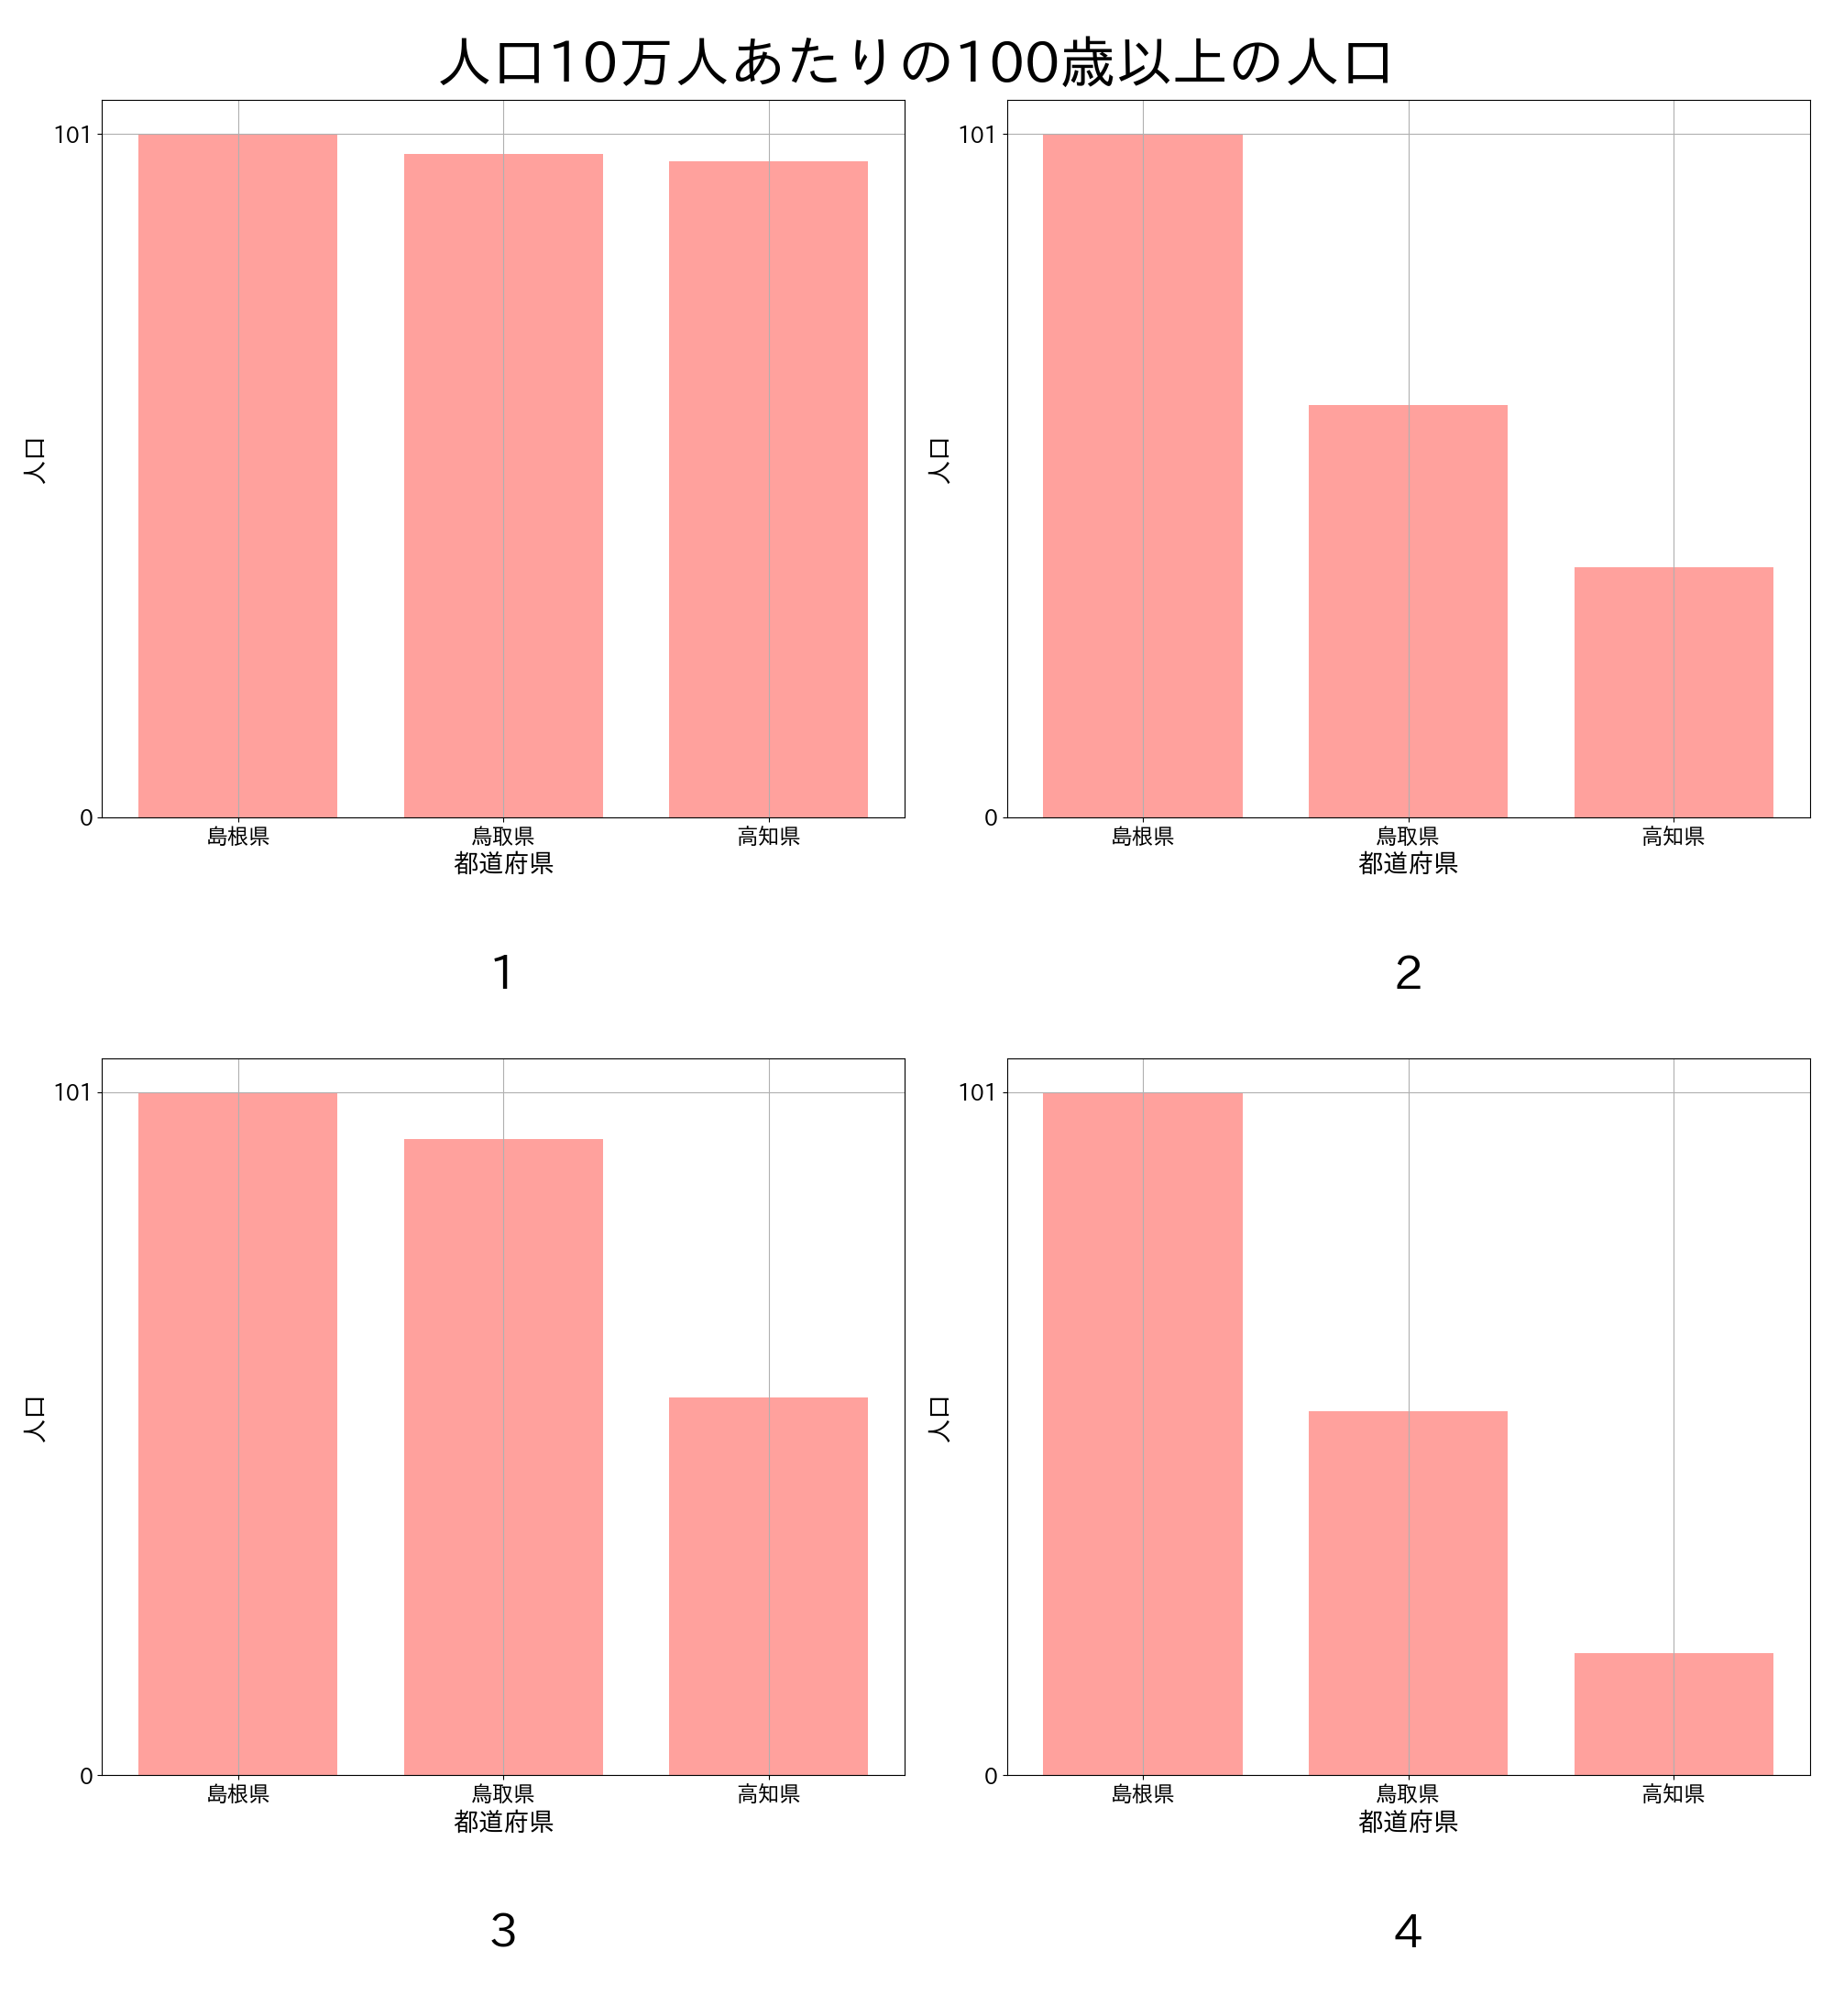 人口10万人あたりの100歳以上の人口
101
0
人口
島根県 鳥取県 高知県
都道府県
1
101
0
人口
島根県 鳥取県 高知県
都道府県
2
101
0
人口
島根県 鳥取県 高知県
都道府県
3
101
0
人口
島根県 鳥取県 高知県
都道府県
4